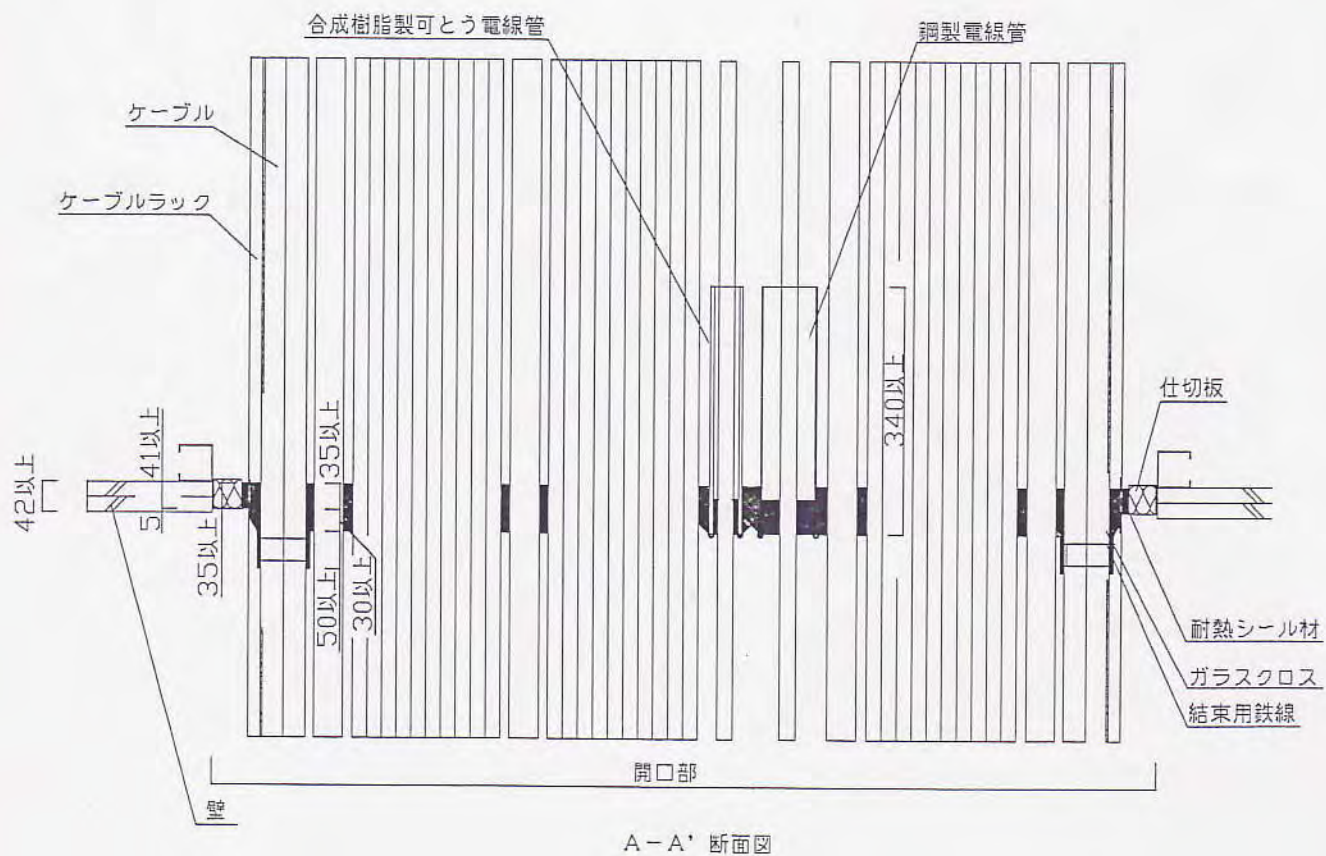 合成樹脂製可とう電線管
鋼製電線管
ケーブル
ケーブルラック
340以上
仕切板
41以上
35以上
42以上
5
35以上
50以上
30以上
耐熱シール材
ガラスクロス
結束用鉄線
開口部
壁
A-A' 断面図